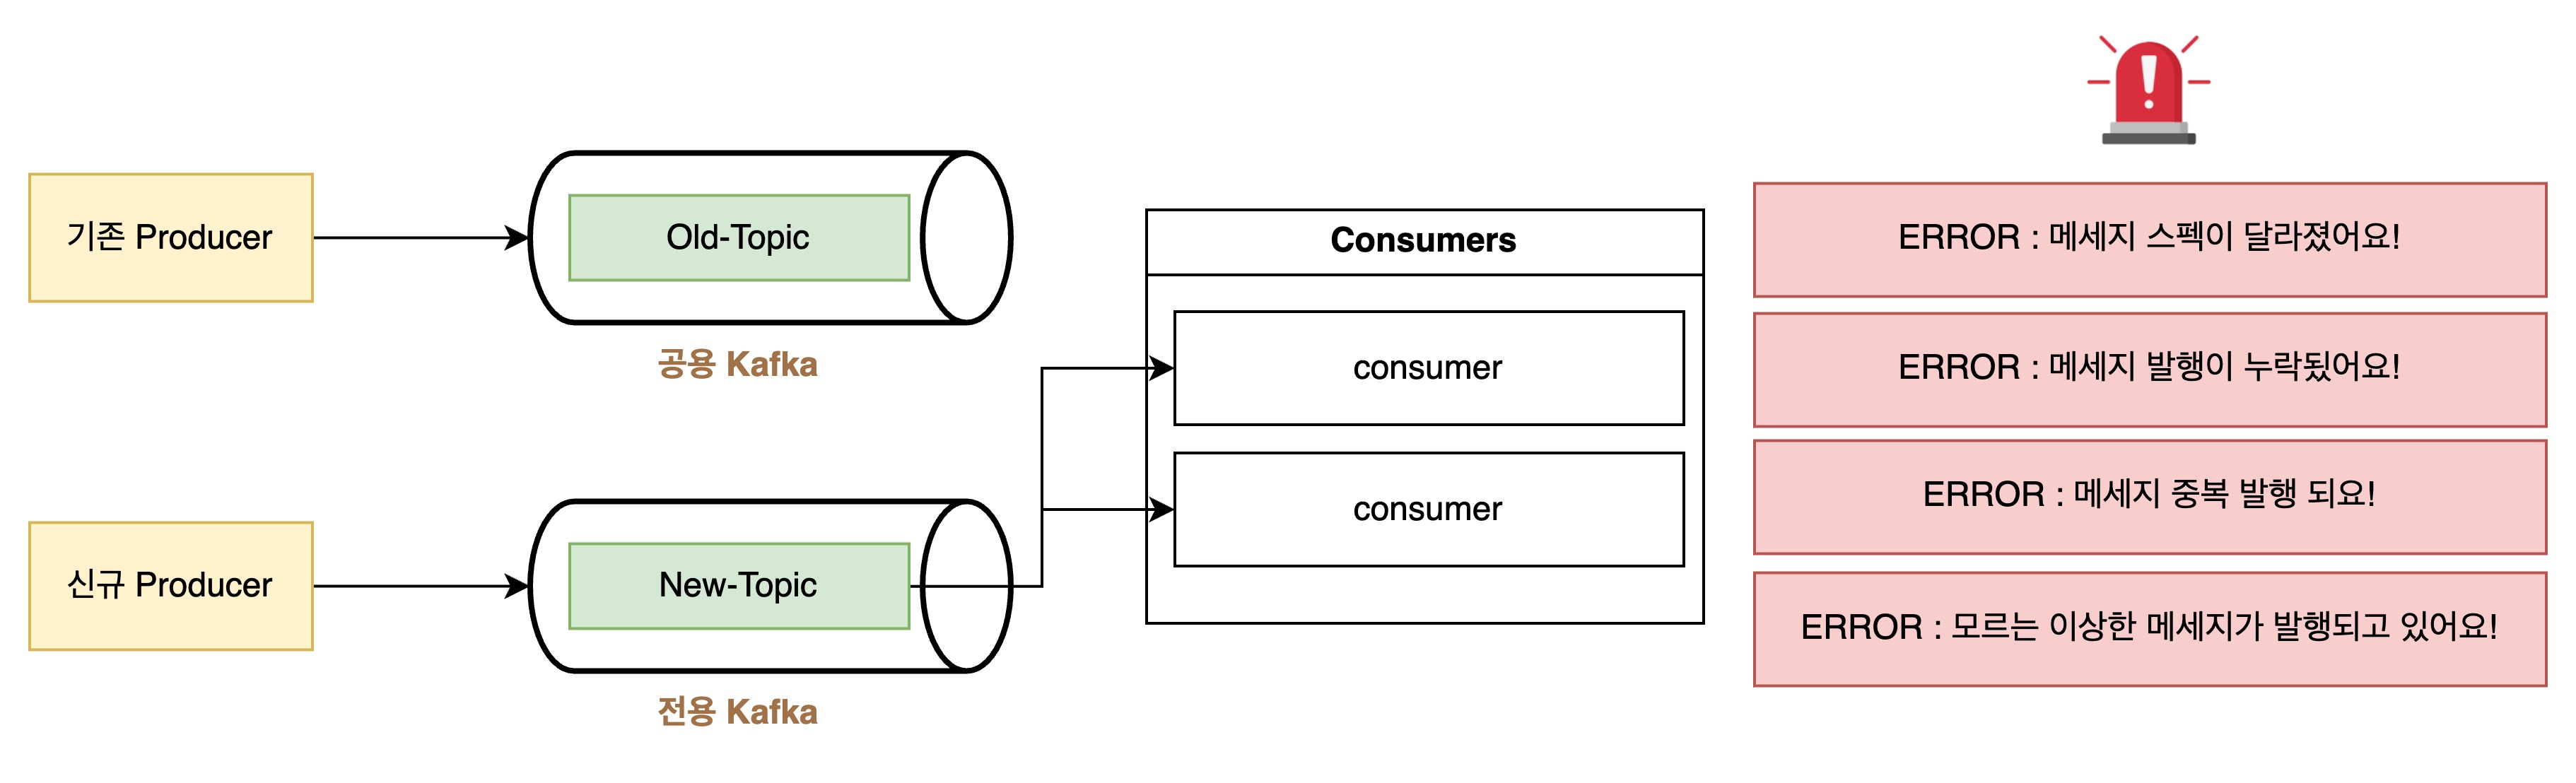 기존 Producer
Old-Topic
공용 Kafka
신규 Producer
New-Topic
전용 Kafka
Consumers
consumer
consumer
ERROR : 메세지 스펙이 달라졌어요!
ERROR : 메세지 발행이 누락됬어요!
ERROR : 메세지 중복 발행 되요!
ERROR : 모르는 이상한 메세지가 발행되고 있어요!